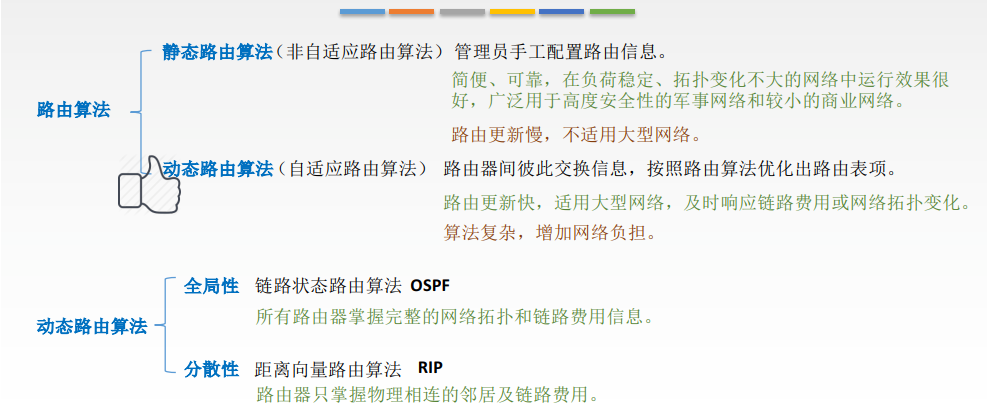 静态路由算法（非自适应路由算法）管理员手工配置路由信息。
简便、可靠，在负荷稳定、拓扑变化不大的网络中运行效果很
好，广泛用于高度安全性的军事网络和较小的商业网络。
路由算法
路由更新慢，不适用大型网络。
动态路由算法（自适应路由算法） 路由器间彼此交换信息，按照路由算法优化出路由表项。
路由更新快，适用大型网络，及时响应链路费用或网络拓扑变化。
算法复杂，增加网络负担。
全局性 链路状态路由算法 OSPF
所有路由器掌握完整的网络拓扑和链路费用信息。
动态路由算法
分散性 距离向量路由算法 RIP
路由器只掌握物理相连的邻居及链路费用。